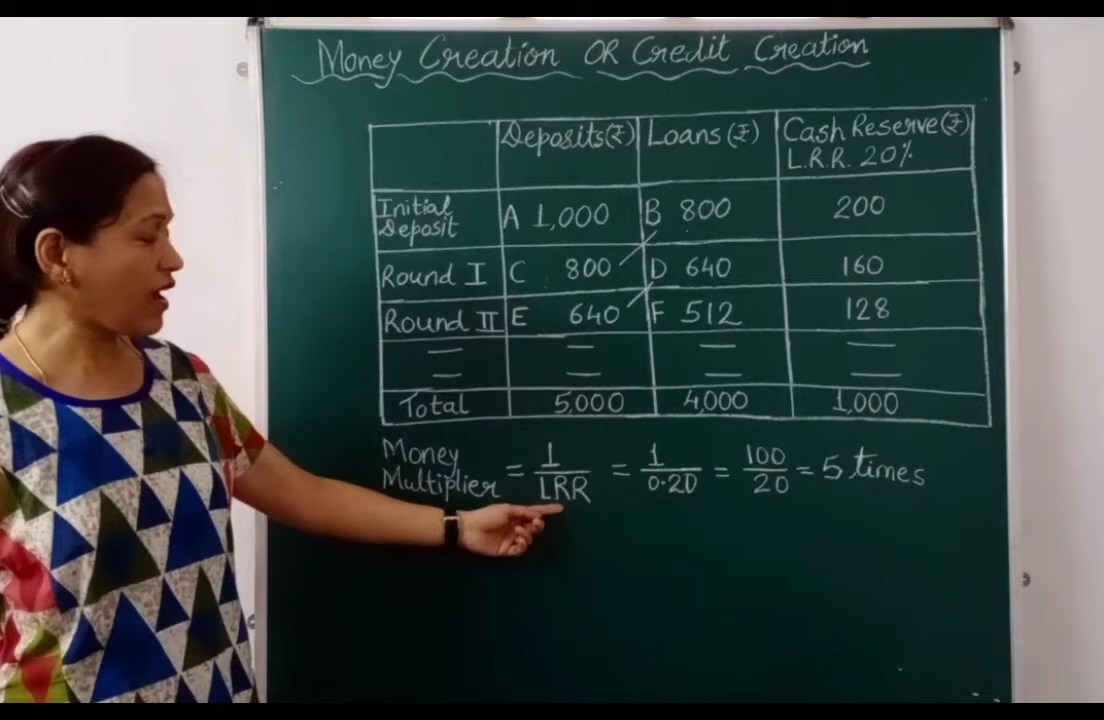 Money Creation OR Credit Creation
Deposits(₹) Loans (₹) Cash Reserve(₹)
L.R.R. 20%
Initial Deposit A 1,000 B 800 200
Round I C 800 D 640 160
Round II E 640 F 512 128
— — — —
— — — —
Total 5,000 4,000 1,000
Money Multiplier = 1/LRR = 1/0.20 = 100/20 = 5 times